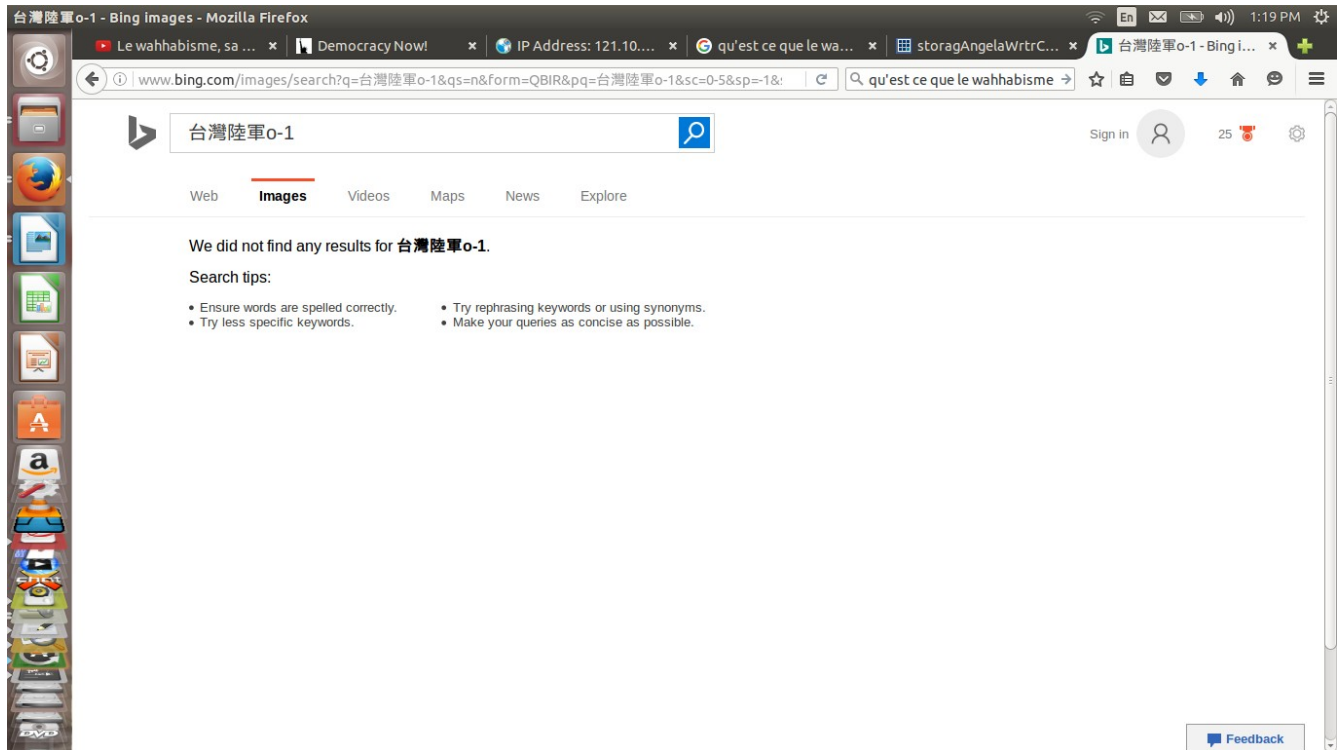 台灣陸軍o-1 - Bing images - Mozilla Firefox
En
1:19 PM
Le wahhabisme, sa ...
Democracy Now!
IP Address: 121.10....
qu'est ce que le wa...
storagAngelaWrtrC...
台灣陸軍o-1 - Bing i...
www.bing.com/images/search?q=台灣陸軍o-1&qs=n&form=QBIR&pq=台灣陸軍o-1&sc=0-5&sp=-1&
qu'est ce que le wahhabisme
台灣陸軍o-1
Sign in
25
Web Images Videos Maps News Explore
We did not find any results for 台灣陸軍o-1.
Search tips:
• Ensure words are spelled correctly.
• Try less specific keywords.
• Try rephrasing keywords or using synonyms.
• Make your queries as concise as possible.
Feedback
DVD